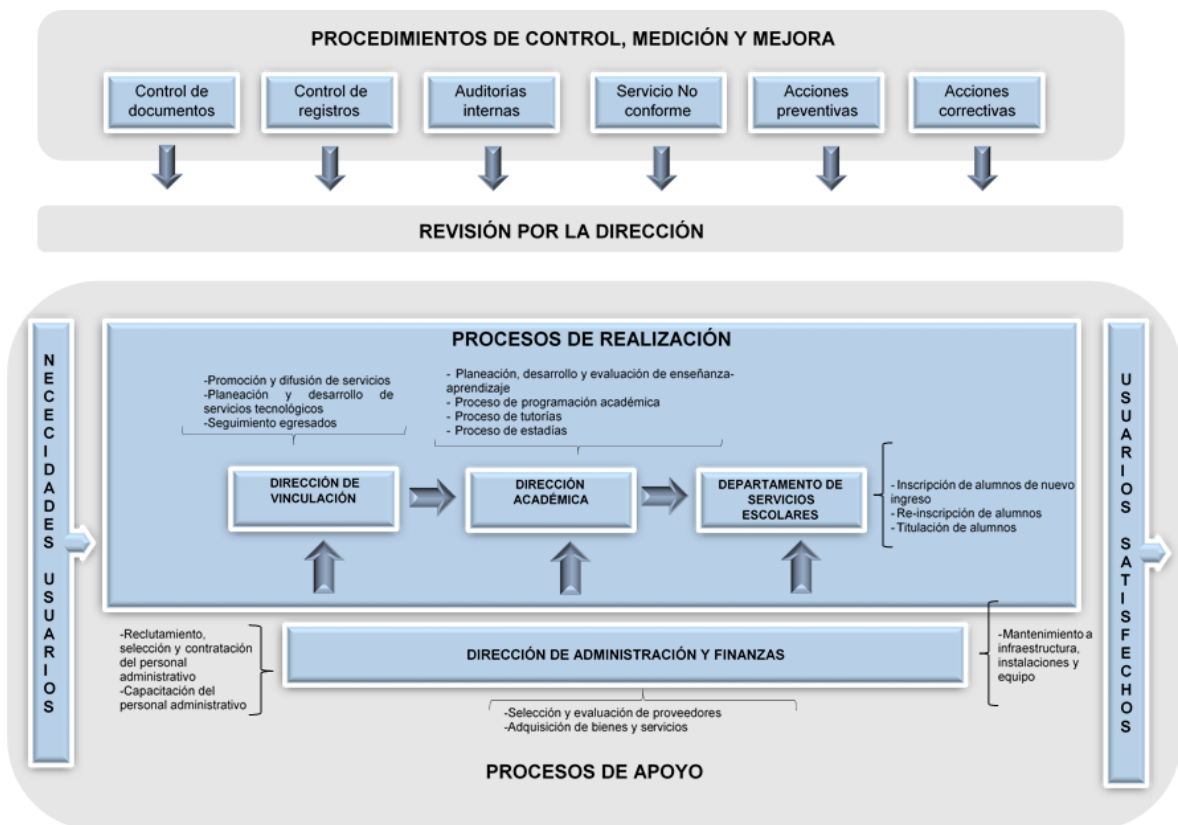 PROCEDIMIENTOS DE CONTROL, MEDICIÓN Y MEJORA
Control de
documentos
Control de
registros
Auditorías
internas
Servicio No
conforme
Acciones
preventivas
Acciones
correctivas
REVISIÓN POR LA DIRECCIÓN
NECECIDADES USUARIOS
PROCESOS DE REALIZACIÓN
-Promoción y difusión de servicios
-Planeación y desarrollo de
servicios tecnológicos
-Seguimiento egresados
- Planeación, desarrollo y evaluación de enseñanza-
aprendizaje
- Proceso de programación académica
- Proceso de tutorías
- Proceso de estadías
DIRECCIÓN DE
VINCULACIÓN
DIRECCIÓN
ACADÉMICA
DEPARTAMENTO DE
SERVICIOS
ESCOLARES
- Inscripción de alumnos de nuevo
ingreso
- Re-inscripción de alumnos
- Titulación de alumnos
USUARIOS SATISFECHOS
-Reclutamiento,
selección y contratación
del personal
administrativo
-Capacitación del
personal administrativo
DIRECCIÓN DE ADMINISTRACIÓN Y FINANZAS
- Mantenimiento a
infraestructura,
instalaciones y
equipo
-Selección y evaluación de proveedores
-Adquisición de bienes y servicios
PROCESOS DE APOYO